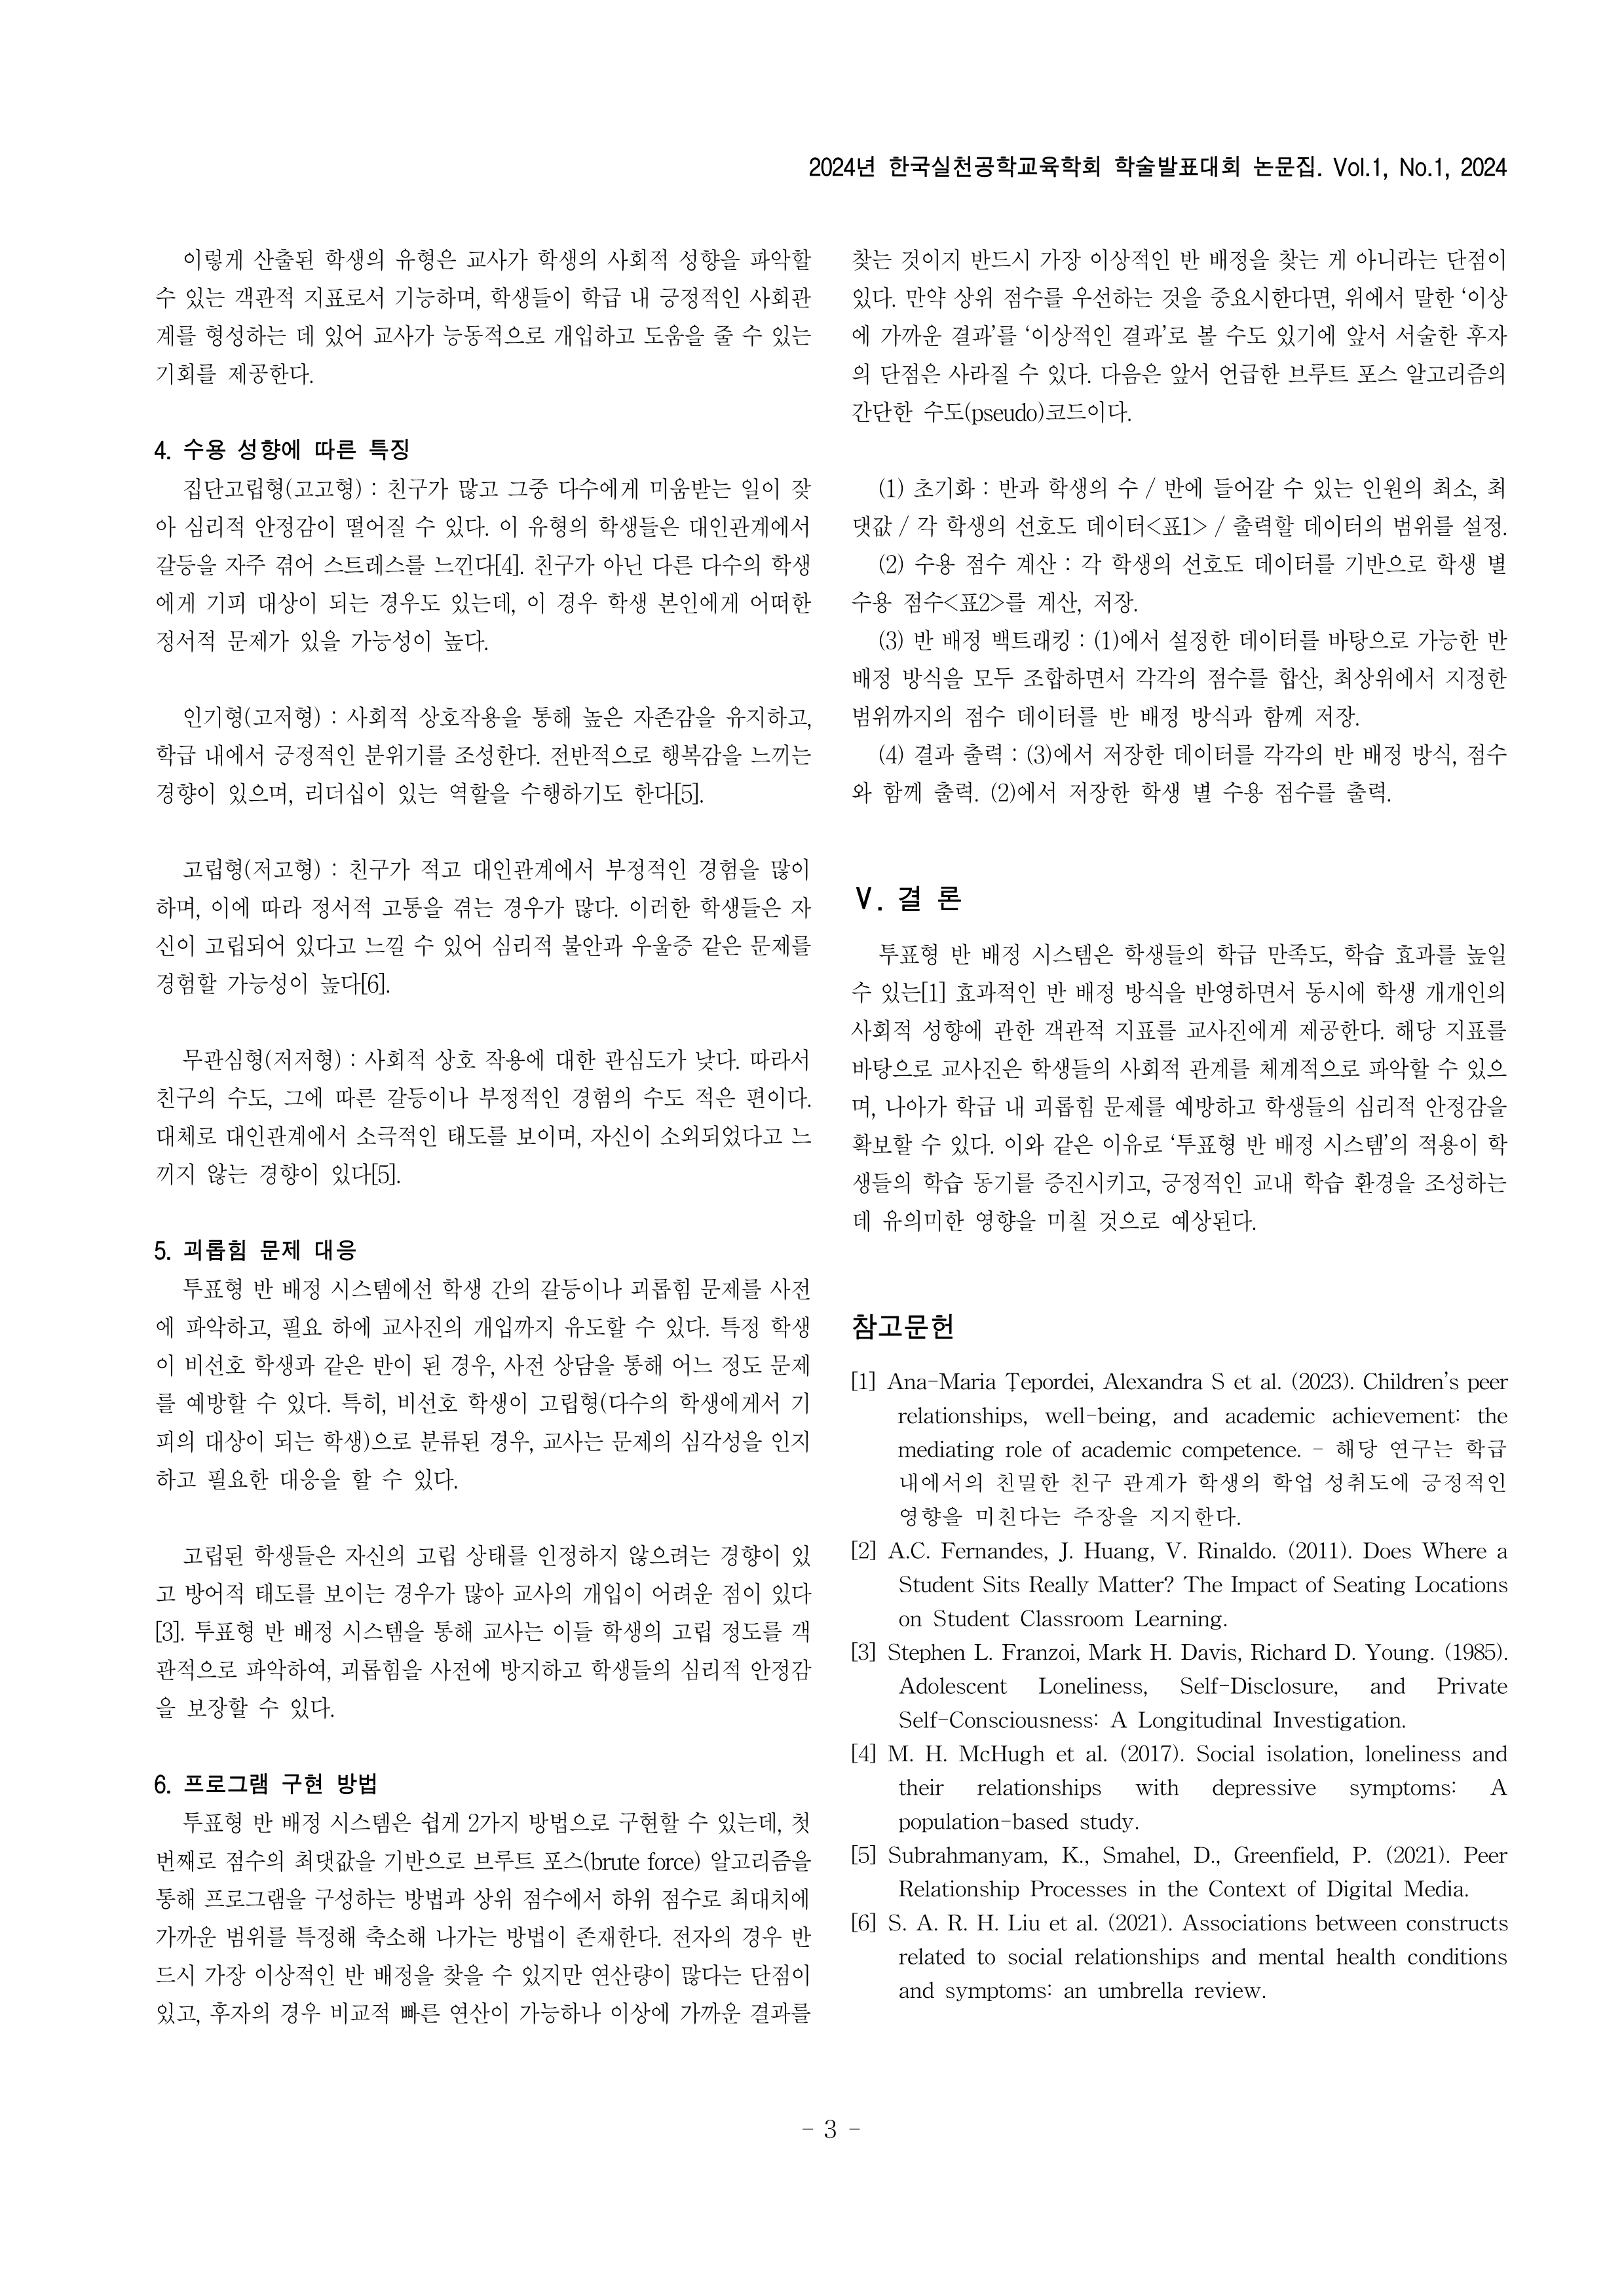 2024년 한국실천공학교육학회 학술발표대회 논문집. Vol.1, No.1, 2024
이렇게 산출된 학생의 유형은 교사가 학생의 사회적 성향을 파악할
수 있는 객관적 지표로서 기능하며, 학생들이 학급 내 긍정적인 사회관
계를 형성하는 데 있어 교사가 능동적으로 개입하고 도움을 줄 수 있는
기회를 제공한다.
4. 수용 성향에 따른 특징
집단고립형(고고형) : 친구가 많고 그중 다수에게 미움받는 일이 잦
아 심리적 안정감이 떨어질 수 있다. 이 유형의 학생들은 대인관계에서
갈등을 자주 겪어 스트레스를 느낀다[4]. 친구가 아닌 다른 다수의 학생
에게 기피 대상이 되는 경우도 있는데, 이 경우 학생 본인에게 어떠한
정서적 문제가 있을 가능성이 높다.
인기형(고저형) : 사회적 상호작용을 통해 높은 자존감을 유지하고,
학급 내에서 긍정적인 분위기를 조성한다. 전반적으로 행복감을 느끼는
경향이 있으며, 리더십이 있는 역할을 수행하기도 한다[5].
고립형(저고형) : 친구가 적고 대인관계에서 부정적인 경험을 많이
하며, 이에 따라 정서적 고통을 겪는 경우가 많다. 이러한 학생들은 자
신이 고립되어 있다고 느낄 수 있어 심리적 불안과 우울증 같은 문제를
경험할 가능성이 높다[6].
무관심형(저저형) : 사회적 상호 작용에 대한 관심도가 낮다. 따라서
친구의 수도, 그에 따른 갈등이나 부정적인 경험의 수도 적은 편이다.
대체로 대인관계에서 소극적인 태도를 보이며, 자신이 소외되었다고 느
끼지 않는 경향이 있다[5].
5. 괴롭힘 문제 대응
투표형 반 배정 시스템에선 학생 간의 갈등이나 괴롭힘 문제를 사전
에 파악하고, 필요 하에 교사진의 개입까지 유도할 수 있다. 특정 학생
이 비선호 학생과 같은 반이 된 경우, 사전 상담을 통해 어느 정도 문제
를 예방할 수 있다. 특히, 비선호 학생이 고립형(다수의 학생에게서 기
피의 대상이 되는 학생)으로 분류된 경우, 교사는 문제의 심각성을 인지
하고 필요한 대응을 할 수 있다.
고립된 학생들은 자신의 고립 상태를 인정하지 않으려는 경향이 있
고 방어적 태도를 보이는 경우가 많아 교사의 개입이 어려운 점이 있다
[3]. 투표형 반 배정 시스템을 통해 교사는 이들 학생의 고립 정도를 객
관적으로 파악하여, 괴롭힘을 사전에 방지하고 학생들의 심리적 안정감
을 보장할 수 있다.
6. 프로그램 구현 방법
투표형 반 배정 시스템은 쉽게 2가지 방법으로 구현할 수 있는데, 첫
번째로 점수의 최댓값을 기반으로 브루트 포스(brute force) 알고리즘을
통해 프로그램을 구성하는 방법과 상위 점수에서 하위 점수로 최대치에
가까운 범위를 특정해 축소해 나가는 방법이 존재한다. 전자의 경우 반
드시 가장 이상적인 반 배정을 찾을 수 있지만 연산량이 많다는 단점이
있고, 후자의 경우 비교적 빠른 연산이 가능하나 이상에 가까운 결과를
찾는 것이지 반드시 가장 이상적인 반 배정을 찾는 게 아니라는 단점이
있다. 만약 상위 점수를 우선하는 것을 중요시한다면, 위에서 말한 ‘이상
에 가까운 결과’를 ‘이상적인 결과’로 볼 수도 있기에 앞서 서술한 후자
의 단점은 사라질 수 있다. 다음은 앞서 언급한 브루트 포스 알고리즘의
간단한 수도(pseudo)코드이다.
(1) 초기화 : 반과 학생의 수 / 반에 들어갈 수 있는 인원의 최소, 최
댓값 / 각 학생의 선호도 데이터<표1> / 출력할 데이터의 범위를 설정.
(2) 수용 점수 계산 : 각 학생의 선호도 데이터를 기반으로 학생 별
수용 점수<표2>를 계산, 저장.
(3) 반 배정 백트래킹 : (1)에서 설정한 데이터를 바탕으로 가능한 반
배정 방식을 모두 조합하면서 각각의 점수를 합산, 최상위에서 지정한
범위까지의 점수 데이터를 반 배정 방식과 함께 저장.
(4) 결과 출력 : (3)에서 저장한 데이터를 각각의 반 배정 방식, 점수
와 함께 출력. (2)에서 저장한 학생 별 수용 점수를 출력.
Ⅴ. 결 론
투표형 반 배정 시스템은 학생들의 학급 만족도, 학습 효과를 높일
수 있는[1] 효과적인 반 배정 방식을 반영하면서 동시에 학생 개개인의
사회적 성향에 관한 객관적 지표를 교사진에게 제공한다. 해당 지표를
바탕으로 교사진은 학생들의 사회적 관계를 체계적으로 파악할 수 있으
며, 나아가 학급 내 괴롭힘 문제를 예방하고 학생들의 심리적 안정감을
확보할 수 있다. 이와 같은 이유로 ‘투표형 반 배정 시스템’의 적용이 학
생들의 학습 동기를 증진시키고, 긍정적인 교내 학습 환경을 조성하는
데 유의미한 영향을 미칠 것으로 예상된다.
참고문헌
[1] Ana-Maria Țepordei, Alexandra S et al. (2023). Children’s peer
relationships, well-being, and academic achievement: the
mediating role of academic competence. - 해당 연구는 학급
내에서의 친밀한 친구 관계가 학생의 학업 성취도에 긍정적인
영향을 미친다는 주장을 지지한다.
[2] A.C. Fernandes, J. Huang, V. Rinaldo. (2011). Does Where a
Student Sits Really Matter? The Impact of Seating Locations
on Student Classroom Learning.
[3] Stephen L. Franzoi, Mark H. Davis, Richard D. Young. (1985).
Adolescent Loneliness, Self-Disclosure, and Private
Self-Consciousness: A Longitudinal Investigation.
[4] M. H. McHugh et al. (2017). Social isolation, loneliness and
their relationships with depressive symptoms: A
population-based study.
[5] Subrahmanyam, K., Smahel, D., Greenfield, P. (2021). Peer
Relationship Processes in the Context of Digital Media.
[6] S. A. R. H. Liu et al. (2021). Associations between constructs
related to social relationships and mental health conditions
and symptoms: an umbrella review.
- 3 -